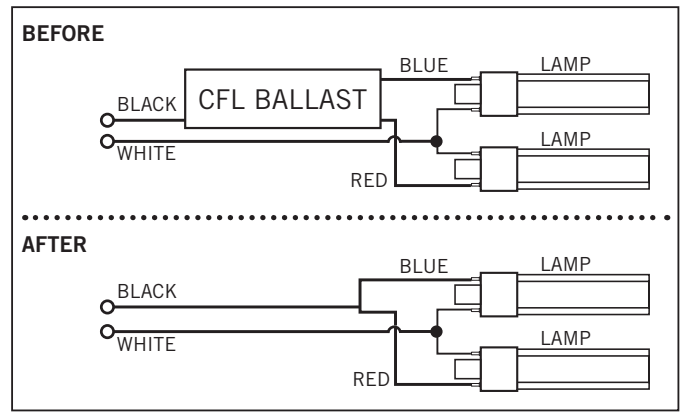 BEFORE
BLUE
LAMP
BLACK
CFL BALLAST
WHITE
LAMP
RED
AFTER
BLUE
LAMP
BLACK
WHITE
LAMP
RED